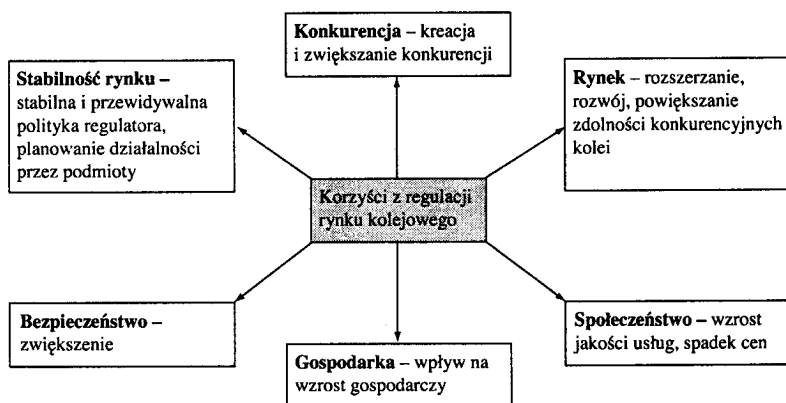 Konkurencja – kreacja
i zwiększanie konkurencji
Stabilność rynku –
stabilna i przewidywalna
polityka regulatora,
planowanie działalności
przez podmioty
Rynek – rozszerzanie,
rozwój, powiększanie
zdolności konkurencyjnych
kolei
Korzyści z regulacji
rynku kolejowego
Bezpieczeństwo –
zwiększenie
Gospodarka – wpływ na
wzrost gospodarczy
Społeczeństwo – wzrost
jakości usług, spadek cen